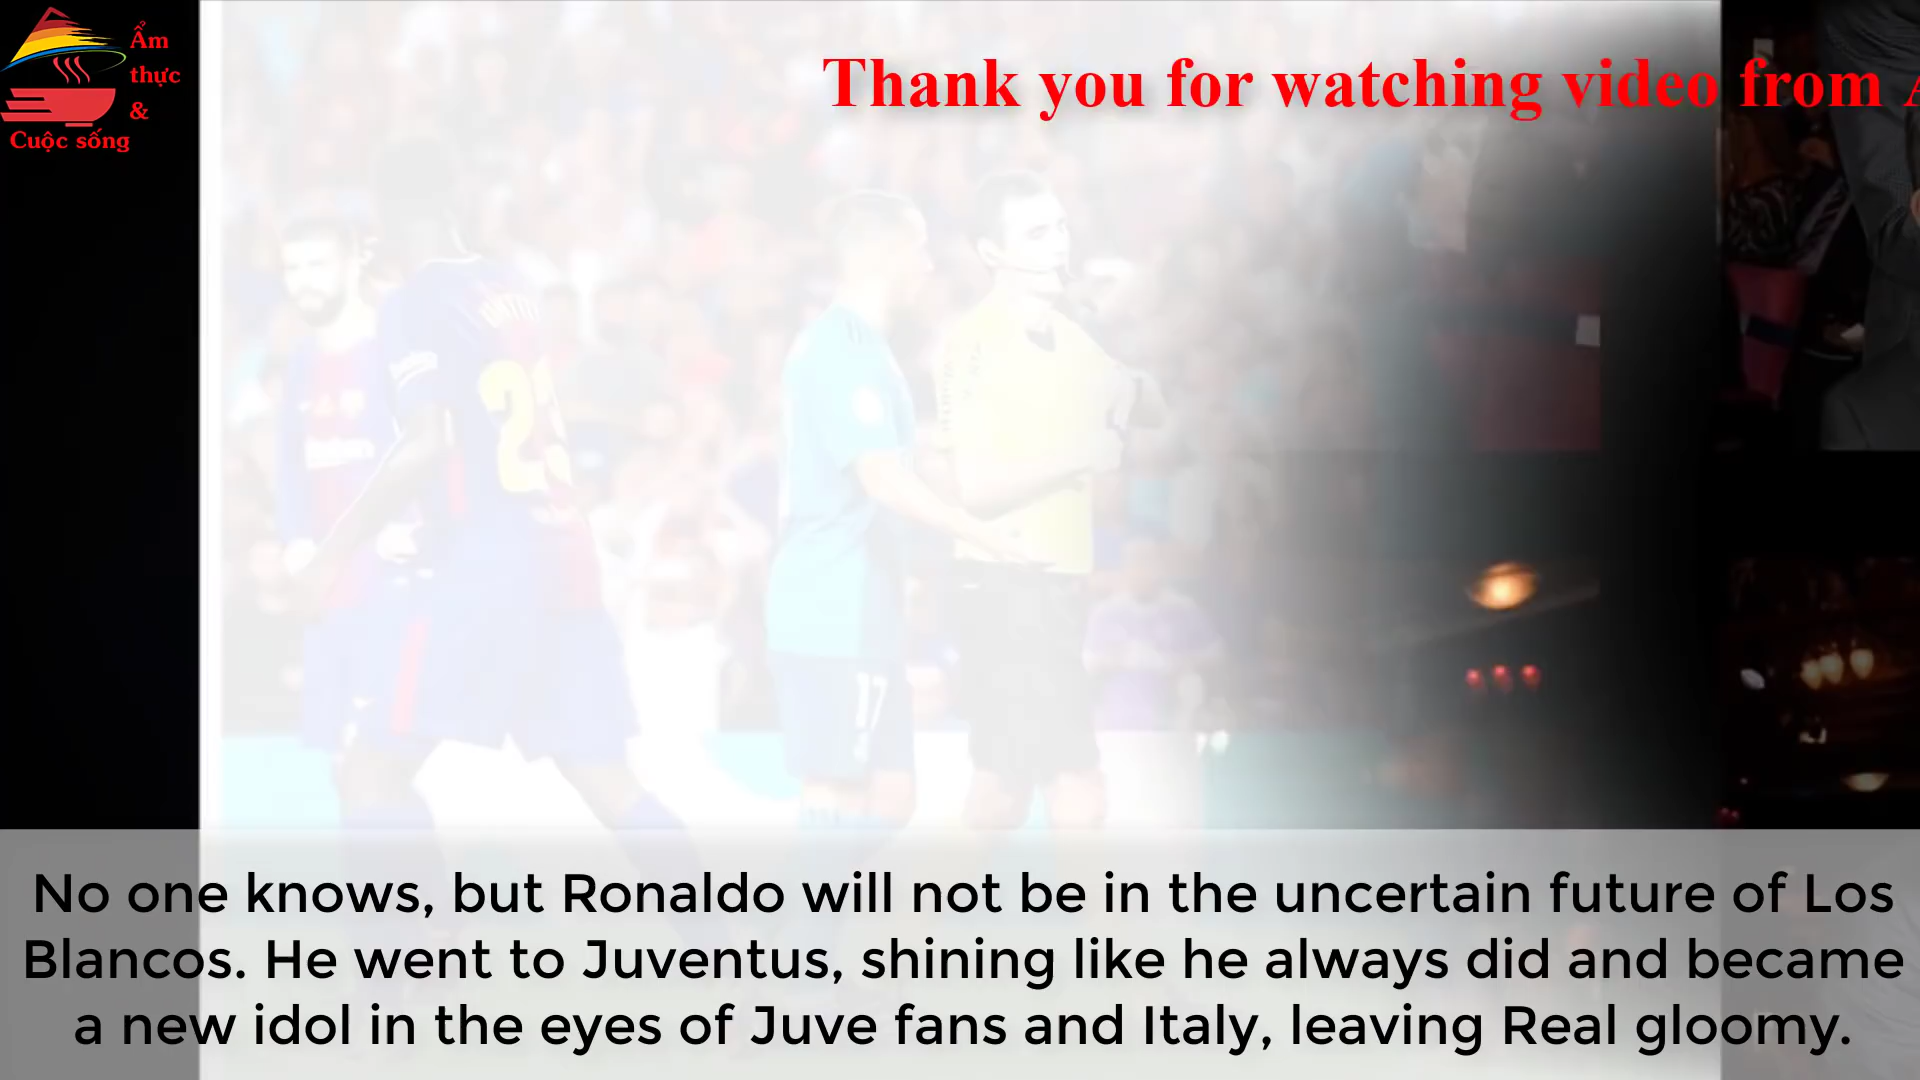 Ẩm
thực
&
Cuộc sống
Thank you for watching video from
17
No one knows, but Ronaldo will not be in the uncertain future of Los
Blancos. He went to Juventus, shining like he always did and became
a new idol in the eyes of Juve fans and Italy, leaving Real gloomy.